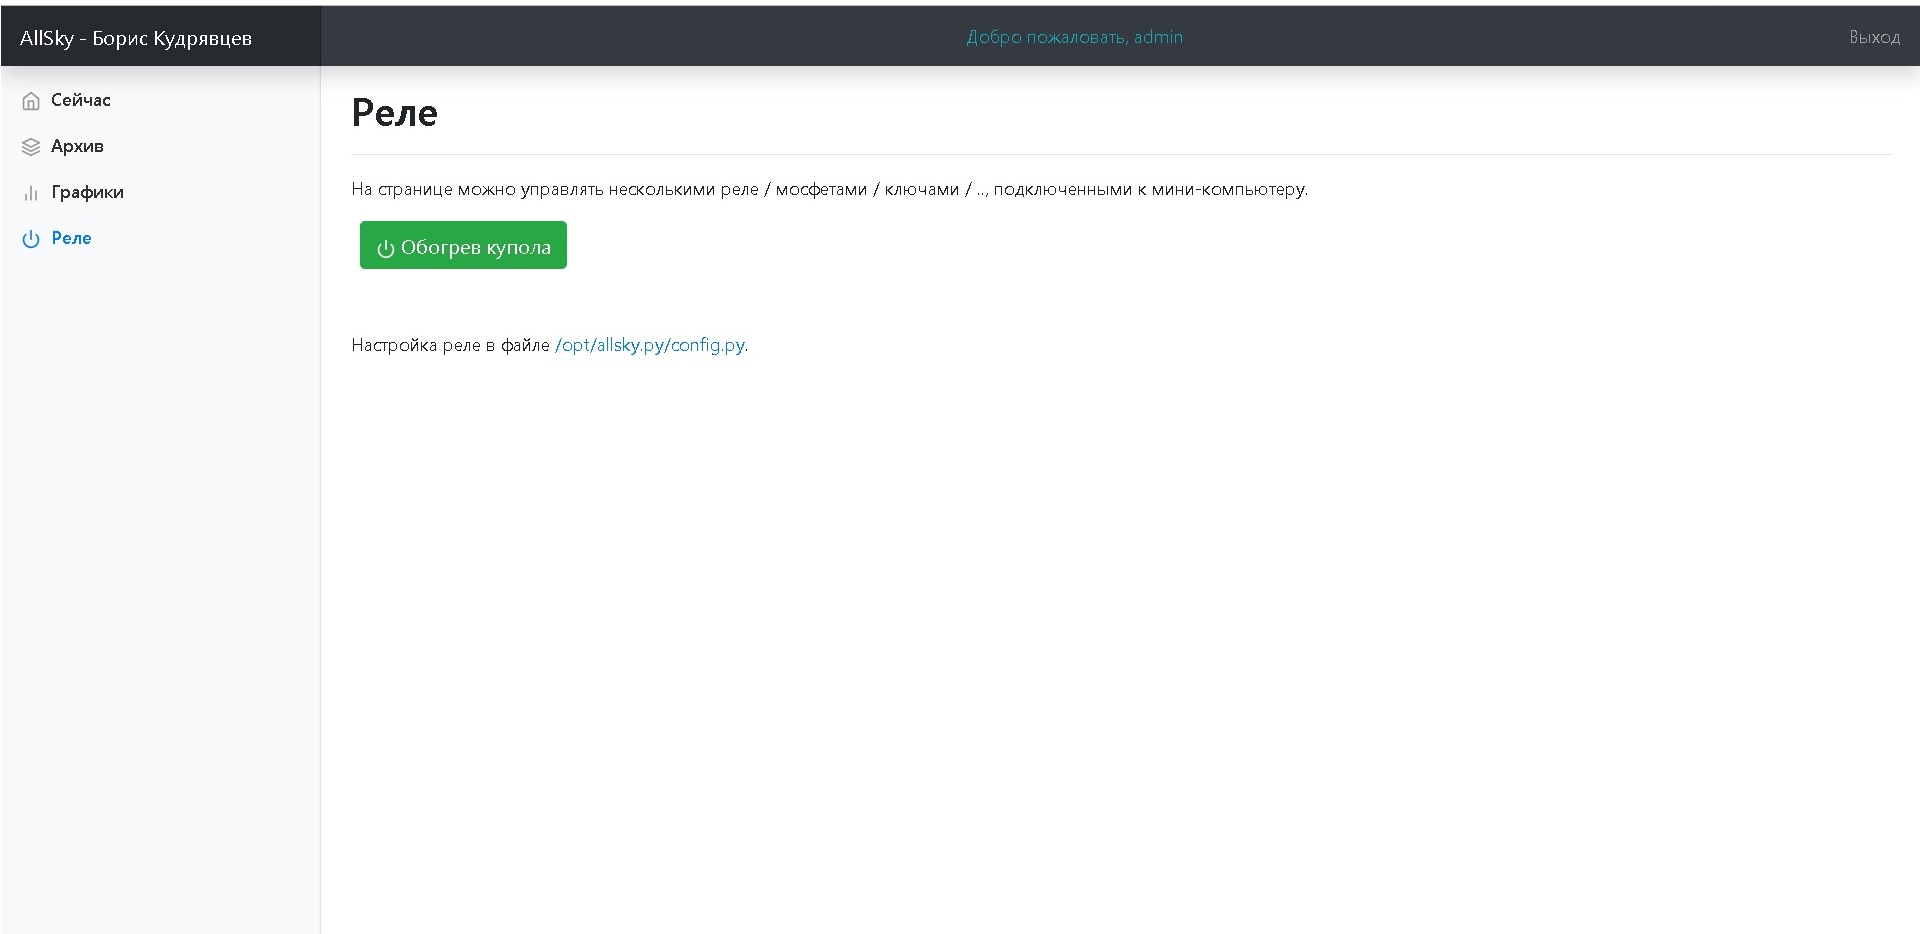 AllSky - Борис Кудрявцев
Добро пожаловать, admin
Выход
Сейчас
Архив
Графики
Реле
Реле
На странице можно управлять несколькими реле / мосфетами / ключами / .., подключенными к мини-компьютеру.
Обогрев купола
Настройка реле в файле /opt/allsky.py/config.py.